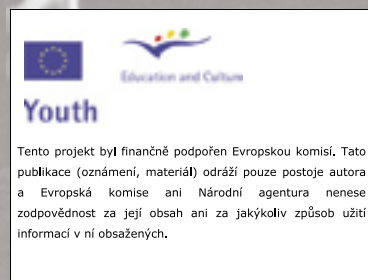 Education and Culture
Youth
Tento projekt byl finančně podpořen Evropskou komisí. Tato
publikace (oznámení, materiál) odráží pouze postoje autora
a Evropská komise ani Národní agentura nenese
zodpovědnost za její obsah ani za jakýkoliv způsob užití
informací v ní obsažených.